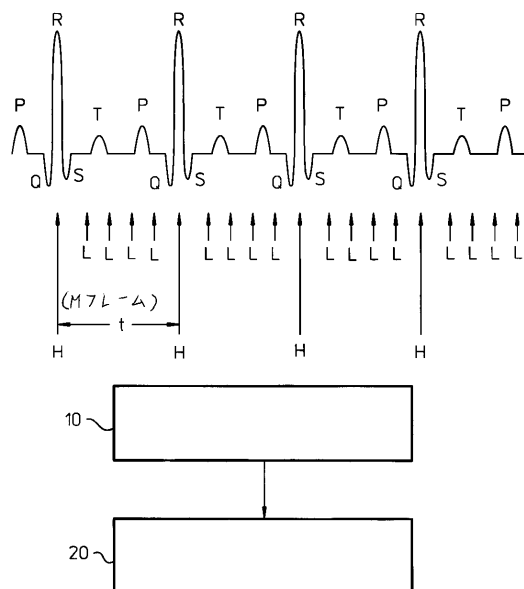 R R R R
P T P T P T P T P
Q S Q S Q S Q S
L L L L L L L L L L L L L L L L
(M7L-4)
t
H H H H
10
20